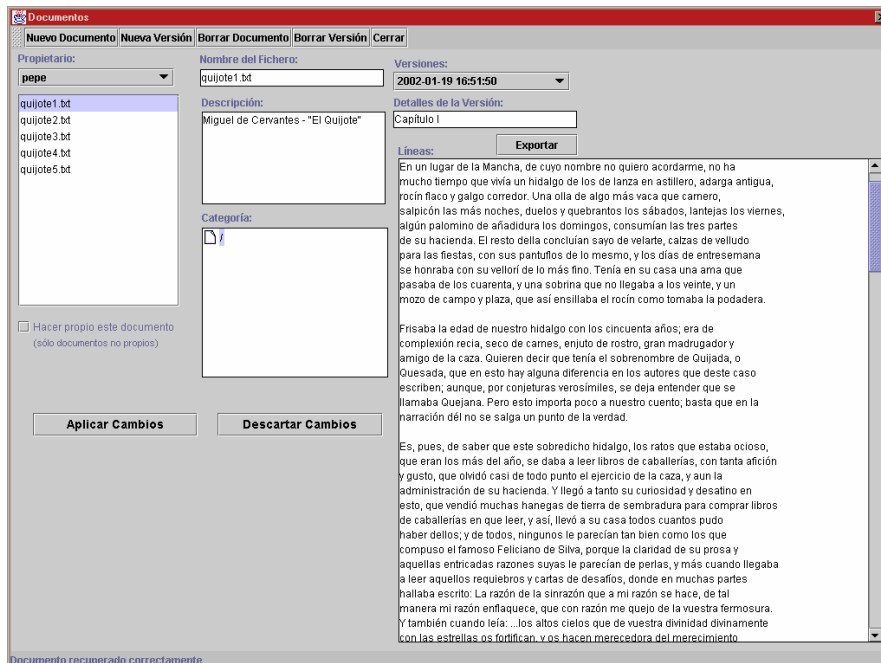 Documentos
Nuevo Documento Nueva Versión Borrar Documento Borrar Versión Cerrar
Propietario:
pepe
quijote1.txt
quijote2.txt
quijote3.txt
quijote4.txt
quijote5.txt
Hacer propio este documento
(sólo documentos no propios)
Nombre del Fichero:
quijote1.txt
Descripción:
Miguel de Cervantes - "El Quijote"
Categoría:
/
Aplicar Cambios
Descartar Cambios
Versiones:
2002-01-19 16:51:50
Detalles de la Versión:
Capítulo I
Exportar
Líneas:
En un lugar de la Mancha, de cuyo nombre no quiero acordarme, no ha
mucho tiempo que vivía un hidalgo de los de lanza en astillero, adarga antigua,
rocín flaco y galgo corredor. Una olla de algo más vaca que carnero,
salpicón las más noches, duelos y quebrantos los sábados, lantejas los viernes,
algún palomino de añadidura los domingos, consumían las tres partes
de su hacienda. El resto della concluían sayo de velarte, calzas de velludo
para las fiestas, con sus pantuflos de lo mesmo, y los días de entresemana
se honraba con su vellorí de lo más fino. Tenía en su casa una ama que
pasaba de los cuarenta, y una sobrina que no llegaba a los veinte, y un
mozo de campo y plaza, que así ensillaba el rocín como tomaba la podadera.
Frisaba la edad de nuestro hidalgo con los cincuenta años; era de
complexión recia, seco de carnes, enjuto de rostro, gran madrugador y
amigo de la caza. Quieren decir que tenía el sobrenombre de Quijada, o
Quesada, que en esto hay alguna diferencia en los autores que deste caso
escriben; aunque, por conjeturas verosímiles, se deja entender que se
llamaba Quejana. Pero esto importa poco a nuestro cuento; basta que en la
narración dél no se salga un punto de la verdad.
Es, pues, de saber que este sobredicho hidalgo, los ratos que estaba ocioso,
que eran los más del año, se daba a leer libros de caballerías, con tanta afición
y gusto, que olvidó casi de todo punto el ejercicio de la caza, y aun la
administración de su hacienda. Y llegó a tanto su curiosidad y desatino en
esto, que vendió muchas hanegas de tierra de sembradura para comprar libros
de caballerías en que leer, y así, llevó a su casa todos cuantos pudo
haber dellos; y de todos, ningunos le parecían tan bien como los que
compuso el famoso Feliciano de Silva, porque la claridad de su prosa y
aquellas entricadas razones suyas le parecían de perlas, y más cuando llegaba
a leer aquellos requiebros y cartas de desafíos, donde en muchas partes
hallaba escrito: La razón de la sinrazón que a mi razón se hace, de tal
manera mi razón enflaquece, que con razón me quejo de la vuestra fermosura.
Y también cuando leía: ...los altos cielos que de vuestra divinidad divinamente
con las estrellas os fortifican, y os hacen merecedora del merecimiento
Documento recuperado correctamente